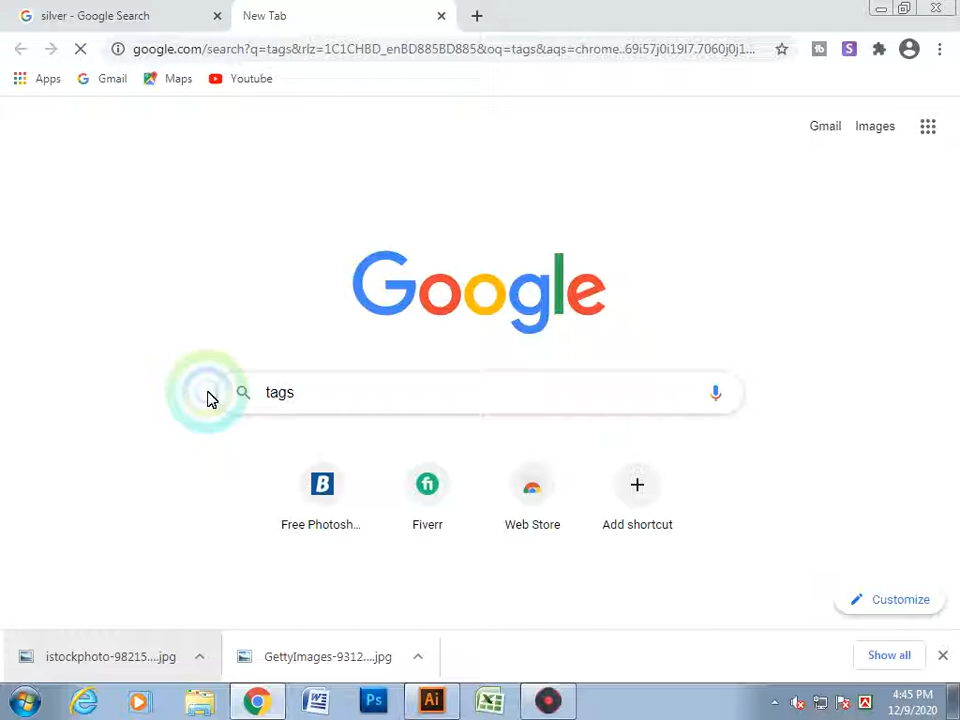 silver - Google Search
New Tab
google.com/search?q=tags&rlz=1C1CHBD_enBD885BD885&oq=tags&aqs=chrome..69i57j0i19l7.7060j0j1...
Apps
Gmail
Maps
Youtube
Gmail
Images
Google
tags
Free Photosh...
Fiverr
Web Store
Add shortcut
Customize
istockphoto-98215....jpg
GettyImages-9312....jpg
Show all
4:45 PM
12/9/2020